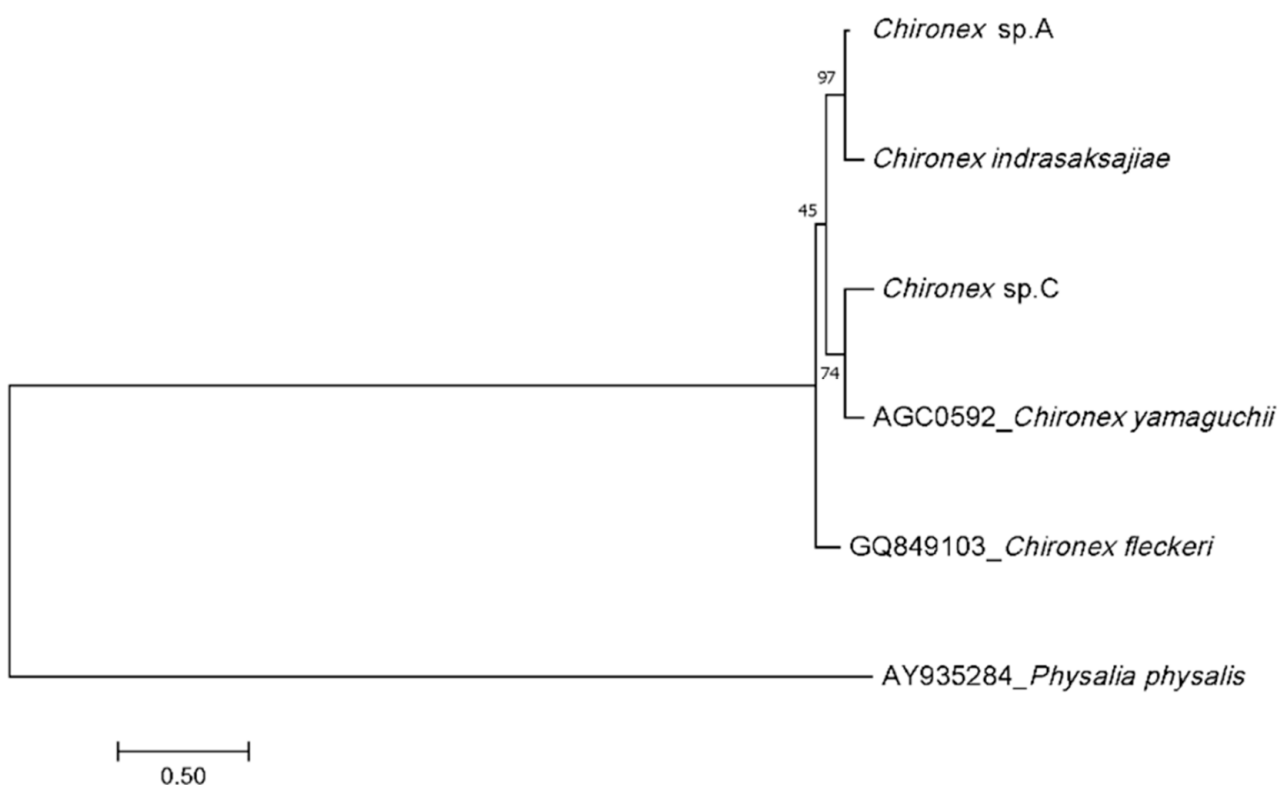 Chironex sp.A
97
Chironex indrasaksajiae
45
Chironex sp.C
74
AGC0592_Chironex yamaguchii
GQ849103_Chironex fleckeri
AY935284_Physalia physalis
0.50